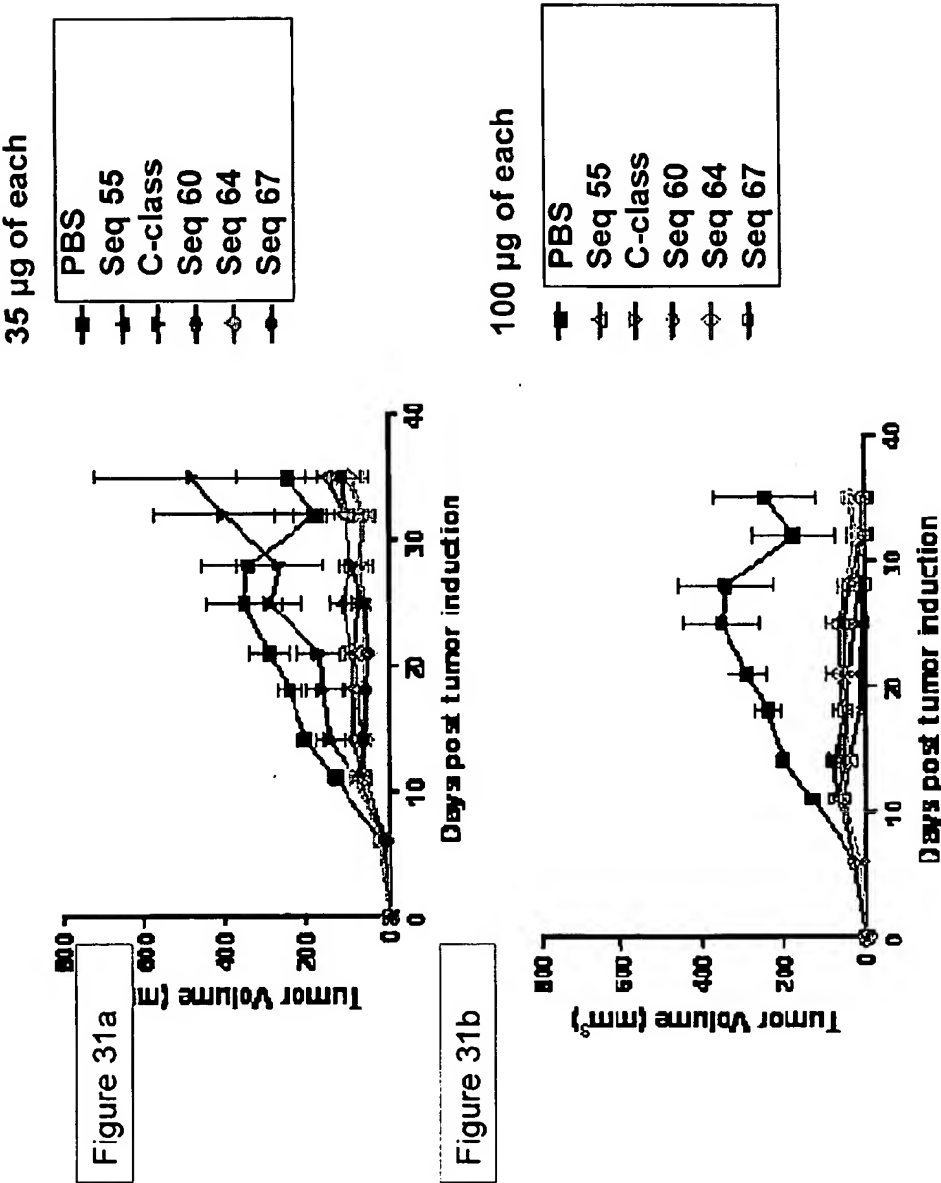 Figure 31a
Tumor Volume (m
800
600
400
200
0
0
10
20
30
40
Days post tumor induction
35 µg of each
PBS
Seq 55
C-class
Seq 60
Seq 64
Seq 67
Figure 31b
Tumor Volume (mm³)
800
600
400
200
0
0
10
20
30
40
Days post tumor induction
100 µg of each
PBS
Seq 55
C-class
Seq 60
Seq 64
Seq 67